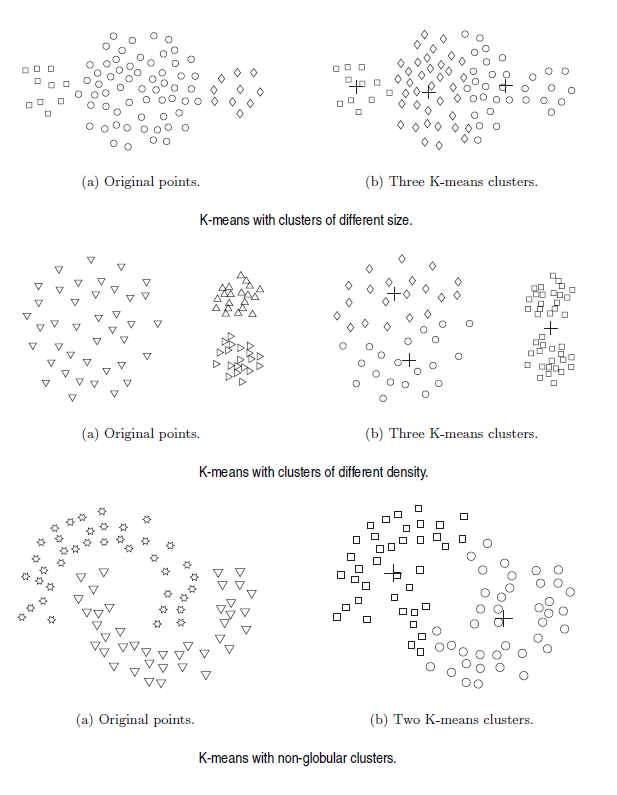 (a) Original points.
(b) Three K-means clusters.
K-means with clusters of different size.
(a) Original points.
(b) Three K-means clusters.
K-means with clusters of different density.
(a) Original points.
(b) Two K-means clusters.
K-means with non-globular clusters.